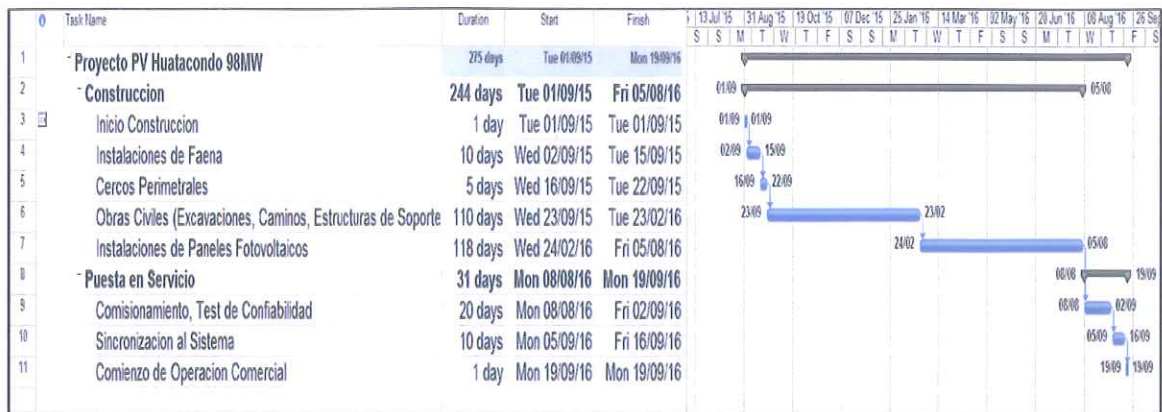 Task Name Duration Start Finish 13 Jul '15 31 Aug '15 19 Oct '15 07 Dec '15 25 Jan '16 14 Mar '16 02 May '16 20 Jun '16 08 Aug '16 26 Sep
S S M T W T F S S M T W T F S S M T W T F S
1 - Proyecto PV Huatacondo 98MW 275 days Tue 01/09/15 Mon 19/09/16
2 - Construccion 244 days Tue 01/09/15 Fri 05/08/16 01/09 05/08
3 Inicio Construccion 1 day Tue 01/09/15 Tue 01/09/15 01/09 01/09
4 Instalaciones de Faena 10 days Wed 02/09/15 Tue 15/09/15 02/09 15/09
5 Cercos Perimetrales 5 days Wed 16/09/15 Tue 22/09/15 16/09 22/09
6 Obras Civiles (Excavaciones, Caminos, Estructuras de Soporte 110 days Wed 23/09/15 Tue 23/02/16 23/09 23/02
7 Instalaciones de Paneles Fotovoltaicos 118 days Wed 24/02/16 Fri 05/08/16 24/02 05/08
8 - Puesta en Servicio 31 days Mon 08/08/16 Mon 19/09/16 08/08 19/09
9 Comisionamiento, Test de Confiabilidad 20 days Mon 08/08/16 Fri 02/09/16 08/08 02/09
10 Sincronizacion al Sistema 10 days Mon 05/09/16 Fri 16/09/16 05/09 16/09
11 Comienzo de Operacion Comercial 1 day Mon 19/09/16 Mon 19/09/16 19/09 19/09